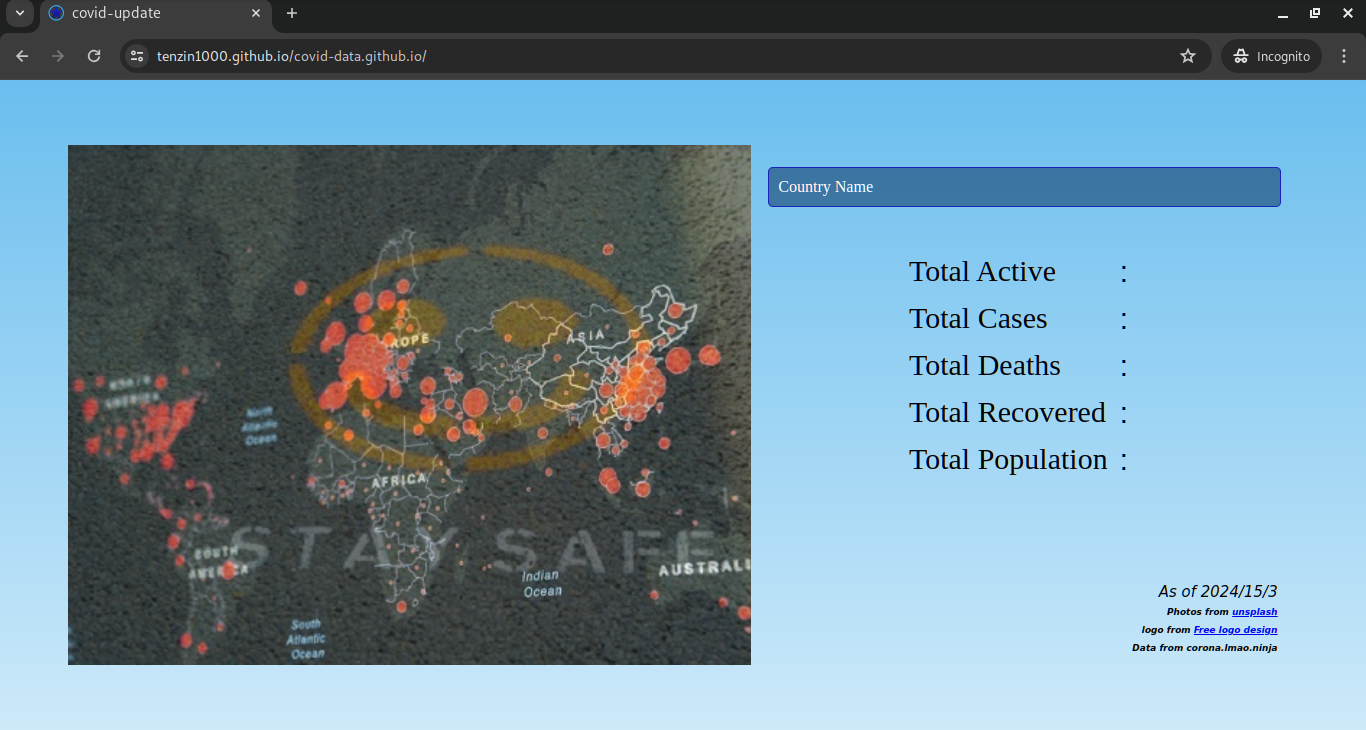 covid-update
tenzin1000.github.io/covid-data.github.io/
Incognito
Country Name
Total Active :
Total Cases :
Total Deaths :
Total Recovered :
Total Population :
ASIA
NORTH
AMERICA
North
Atlantic
Ocean
AFRICA
STAY SAFE
SOUTH
AMERICA
Indian
Ocean
South
Atlantic
Ocean
As of 2024/15/3
Photos from unsplash
logo from Free logo design
Data from corona.lmao.ninja